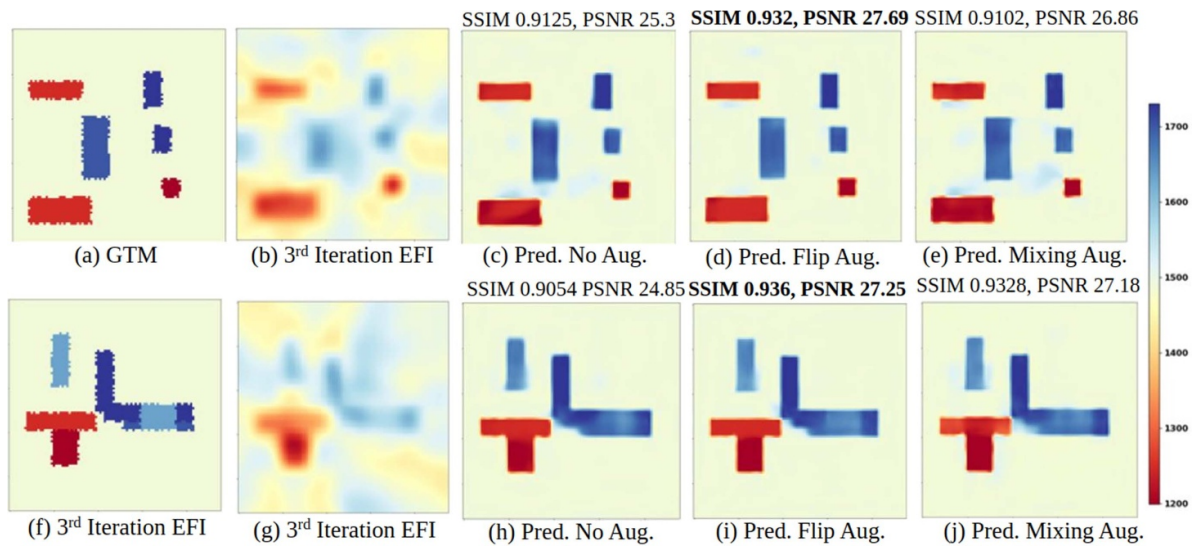 SSIM 0.9125, PSNR 25.3 SSIM 0.932, PSNR 27.69 SSIM 0.9102, PSNR 26.86
(a) GTM (b) 3rd Iteration EFI (c) Pred. No Aug. (d) Pred. Flip Aug. (e) Pred. Mixing Aug.
SSIM 0.9054 PSNR 24.85 SSIM 0.936, PSNR 27.25 SSIM 0.9328, PSNR 27.18
(f) 3rd Iteration EFI (g) 3rd Iteration EFI (h) Pred. No Aug. (i) Pred. Flip Aug. (j) Pred. Mixing Aug.
1700
1600
1500
1400
1300
1200